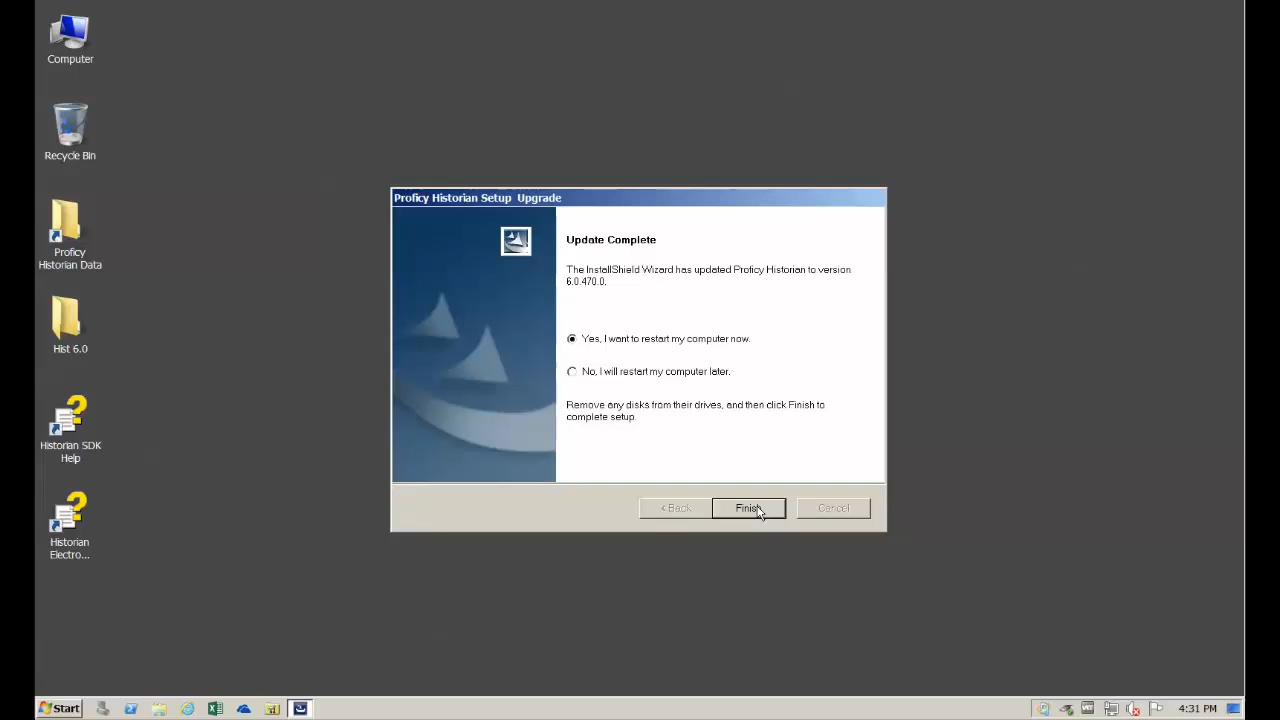 Computer
Recycle Bin
Proficy
Historian Data
Hist 6.0
Historian SDK
Help
Historian
Electro...
Proficy Historian Setup Upgrade
Update Complete
The InstallShield Wizard has updated Proficy Historian to version
6.0.470.0.
Yes, I want to restart my computer now.
No, I will restart my computer later.
Remove any disks from their drives, and then click Finish to
complete setup.
< Back
Finish
Cancel
Start
4:31 PM